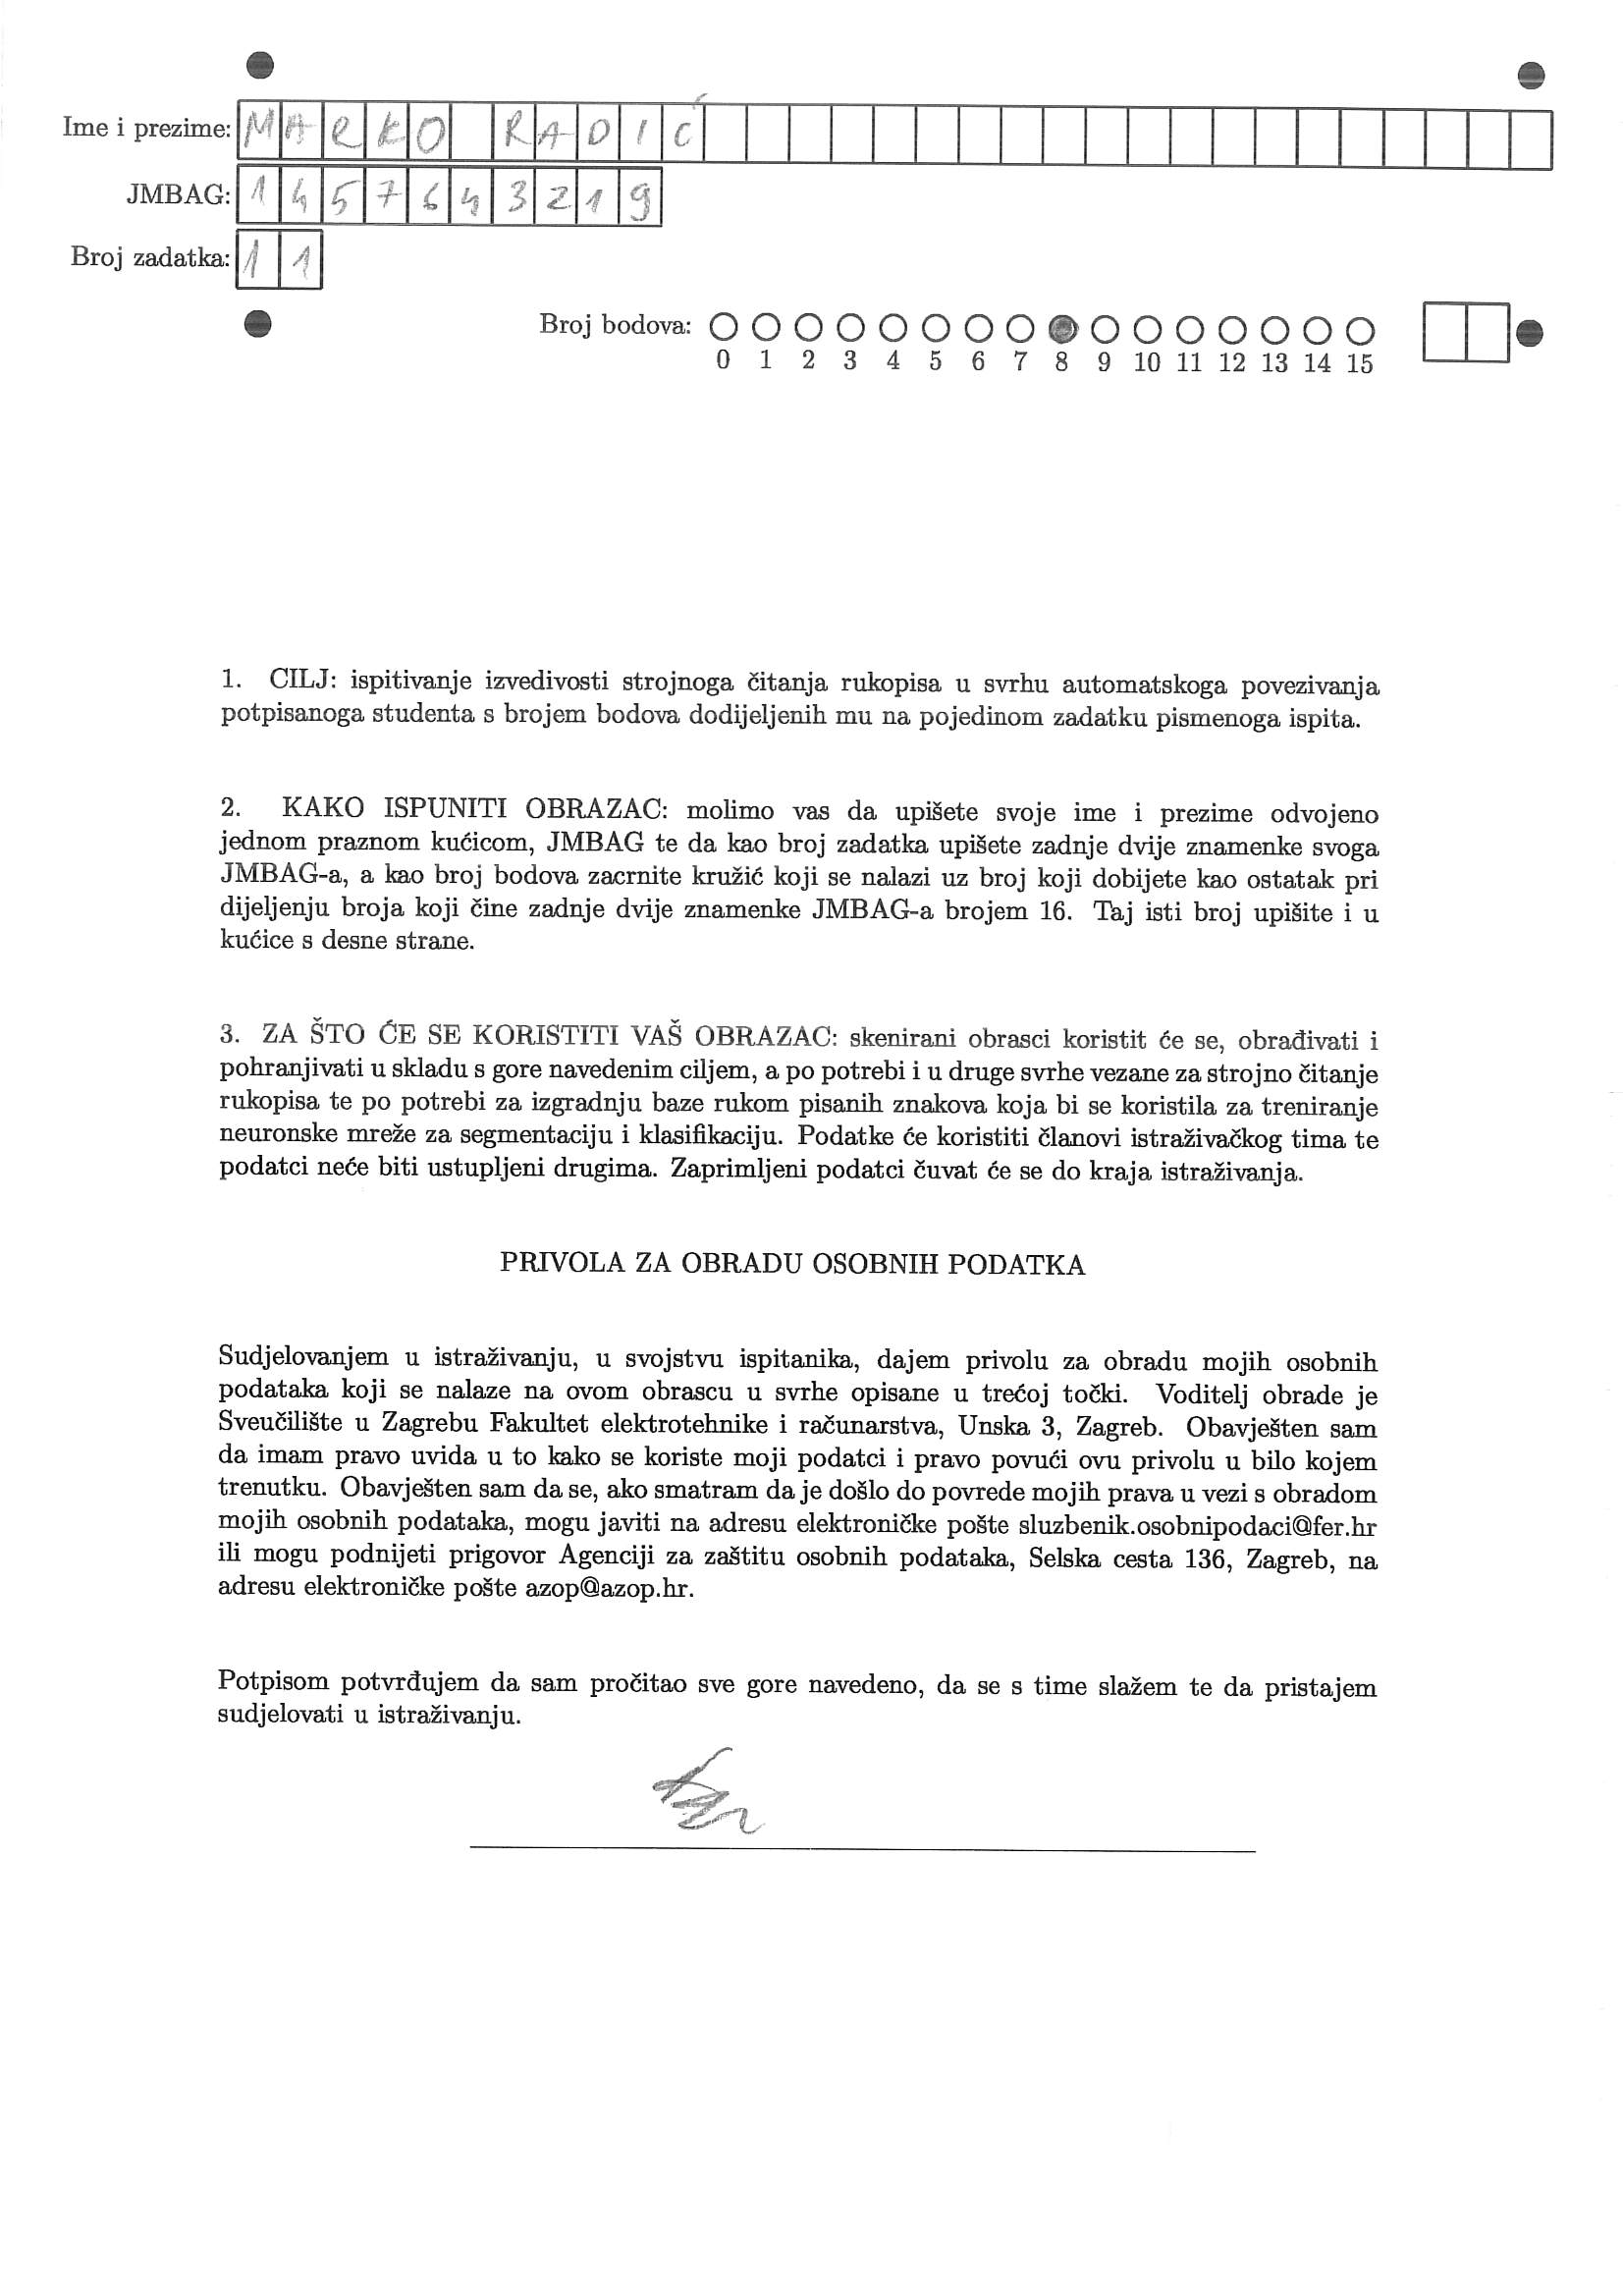 Ime i prezime: MARKO RADIĆ
JMBAG: 1457643219
Broj zadatka: 11
Broj bodova:
0 1 2 3 4 5 6 7 8 9 10 11 12 13 14 15
1. CILJ: ispitivanje izvedivosti strojnoga čitanja rukopisa u svrhu automatskoga povezivanja
potpisanoga studenta s brojem bodova dodijeljenih mu na pojedinom zadatku pismenoga ispita.
2. KAKO ISPUNITI OBRAZAC: molimo vas da upišete svoje ime i prezime odvojeno
jednom praznom kućicom, JMBAG te da kao broj zadatka upišete zadnje dvije znamenke svoga
JMBAG-a, a kao broj bodova zacrnite kružić koji se nalazi uz broj koji dobijete kao ostatak pri
dijeljenju broja koji čine zadnje dvije znamenke JMBAG-a brojem 16. Taj isti broj upišite i u
kućice s desne strane.
3. ZA ŠTO ĆE SE KORISTITI VAŠ OBRAZAC: skenirani obrasci koristit će se, obrađivati i
pohranjivati u skladu s gore navedenim ciljem, a po potrebi i u druge svrhe vezane za strojno čitanje
rukopisa te po potrebi za izgradnju baze rukom pisanih znakova koja bi se koristila za treniranje
neuronske mreže za segmentaciju i klasifikaciju. Podatke će koristiti članovi istraživačkog tima te
podatci neće biti ustupljeni drugima. Zaprimljeni podatci čuvat će se do kraja istraživanja.
PRIVOLA ZA OBRADU OSOBNIH PODATKA
Sudjelovanjem u istraživanju, u svojstvu ispitanika, dajem privolu za obradu mojih osobnih
podataka koji se nalaze na ovom obrascu u svrhe opisane u trećoj točki. Voditelj obrade je
Sveučilište u Zagrebu Fakultet elektrotehnike i računarstva, Unska 3, Zagreb. Obavješten sam
da imam pravo uvida u to kako se koriste moji podatci i pravo povući ovu privolu u bilo kojem
trenutku. Obavješten sam da se, ako smatram da je došlo do povrede mojih prava u vezi s obradom
mojih osobnih podataka, mogu javiti na adresu elektroničke pošte sluzbenik.osobnipodaci@fer.hr
ili mogu podnijeti prigovor Agenciji za zaštitu osobnih podataka, Selska cesta 136, Zagreb, na
adresu elektroničke pošte azop@azop.hr.
Potpisom potvrđujem da sam pročitao sve gore navedeno, da se s time slažem te da pristajem
sudjelovati u istraživanju.